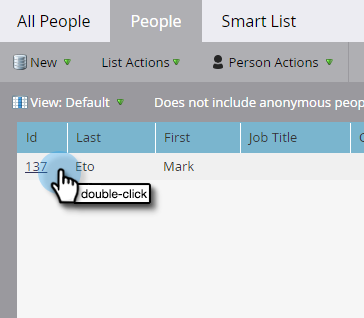 All People People Smart List
New List Actions Person Actions
View: Default Does not include anonymous peop
Id Last First Job Title
137 Eto Mark
double-click